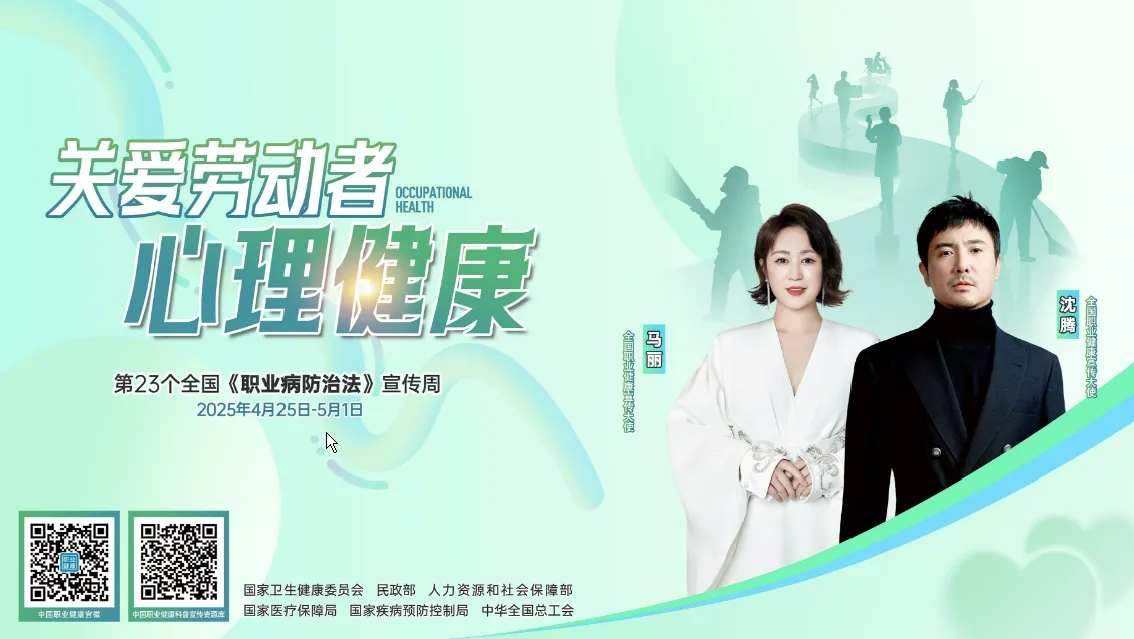 关爱劳动者
OCCUPATIONAL
HEALTH
心理健康
第23个全国《职业病防治法》宣传周
2025年4月25日-5月1日
马丽
全国职业健康宣传大使
沈腾
全国职业健康宣传大使
职业
健康
中国职业健康官微
中国职业健康科普宣传资源库
国家卫生健康委员会 民政部 人力资源和社会保障部
国家医疗保障局 国家疾病预防控制局 中华全国总工会